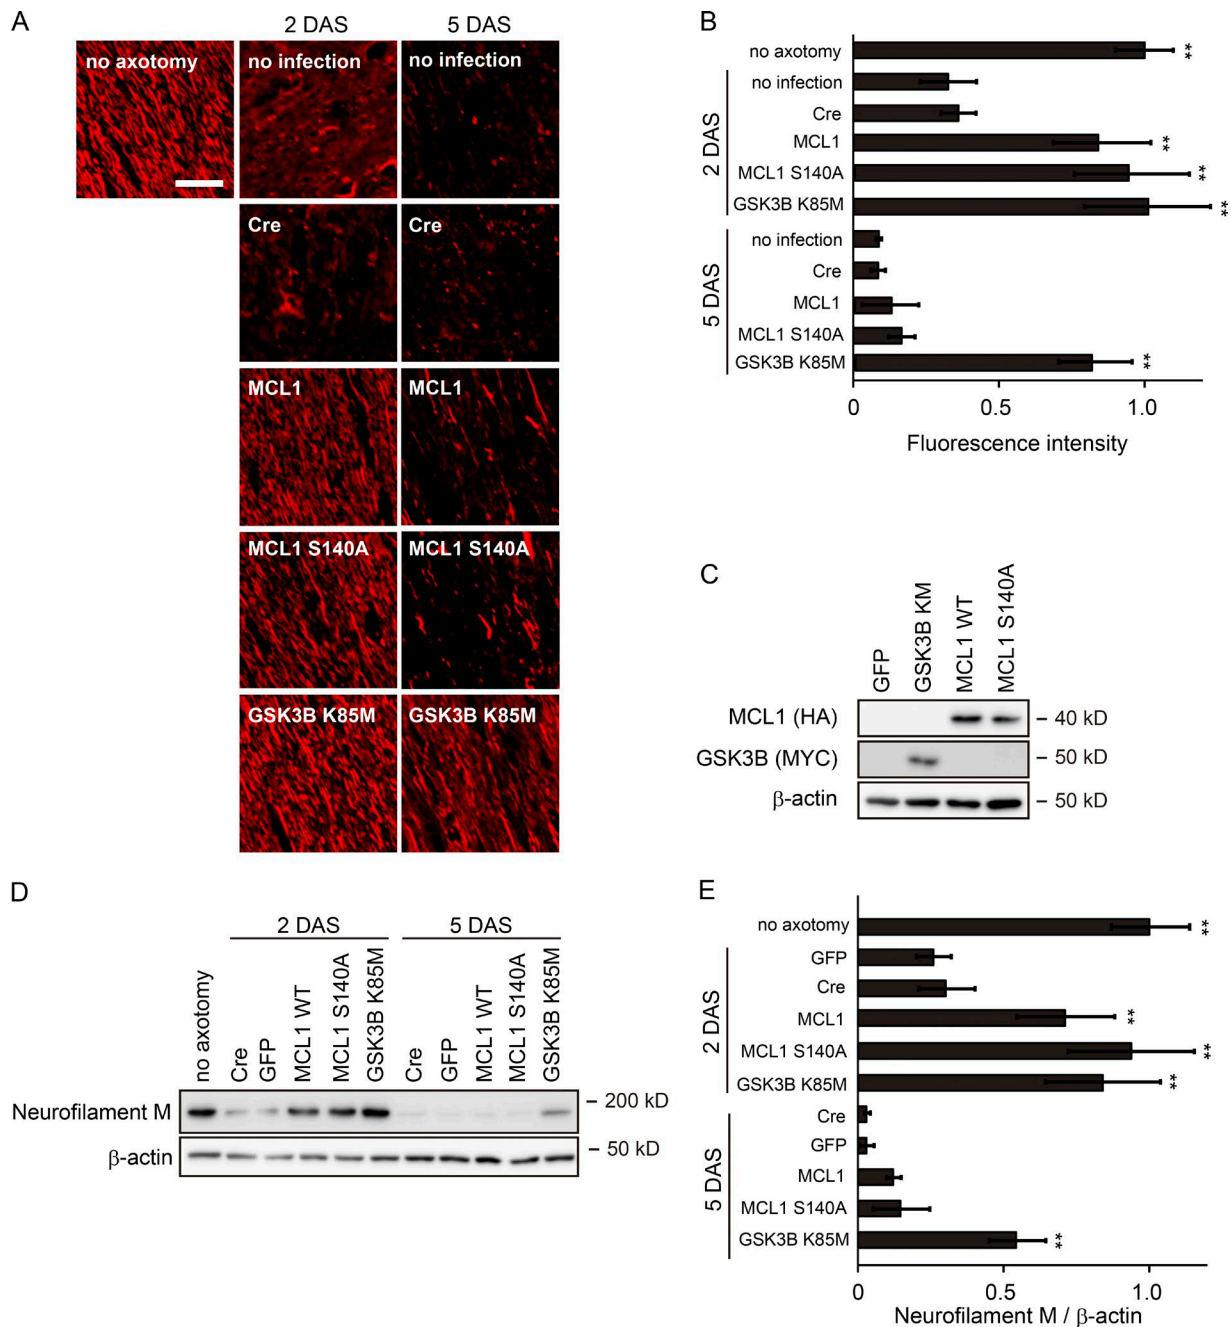 A
2 DAS
5 DAS
no axotomy
no infection
no infection
Cre
Cre
MCL1
MCL1
MCL1 S140A
MCL1 S140A
GSK3B K85M
GSK3B K85M
B
no axotomy
**
2 DAS
no infection
Cre
MCL1
**
MCL1 S140A
**
GSK3B K85M
**
5 DAS
no infection
Cre
MCL1
MCL1 S140A
GSK3B K85M
**
0
0.5
1.0
Fluorescence intensity
C
GFP
GSK3B KM
MCL1 WT
MCL1 S140A
MCL1 (HA)
– 40 kD
GSK3B (MYC)
– 50 kD
β-actin
– 50 kD
D
2 DAS
5 DAS
no axotomy
Cre
GFP
MCL1 WT
MCL1 S140A
GSK3B K85M
Cre
GFP
MCL1 WT
MCL1 S140A
GSK3B K85M
Neurofilament M
– 200 kD
β-actin
– 50 kD
E
no axotomy
**
2 DAS
GFP
Cre
MCL1
**
MCL1 S140A
**
GSK3B K85M
**
5 DAS
Cre
GFP
MCL1
MCL1 S140A
GSK3B K85M
**
0
0.5
1.0
Neurofilament M / β-actin